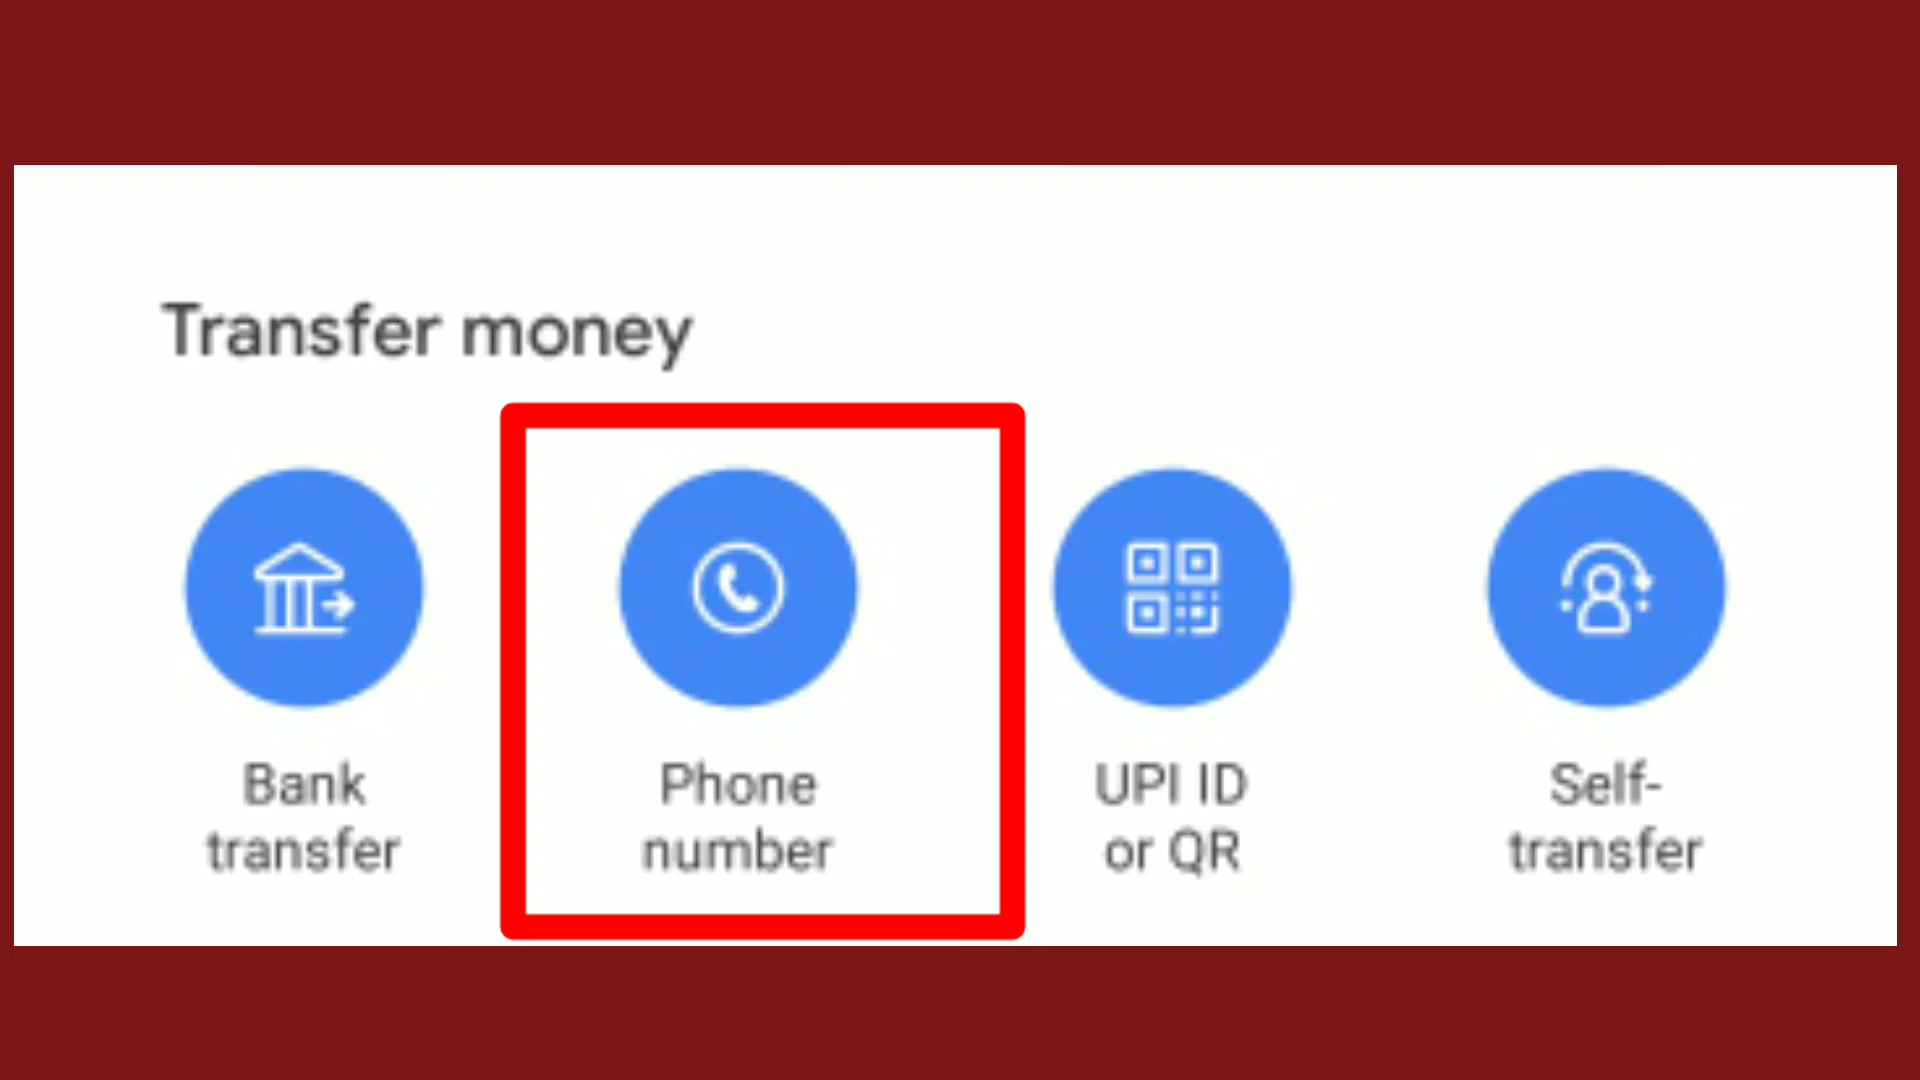 Transfer money
Bank
transfer
Phone
number
UPI ID
or QR
Self-
transfer